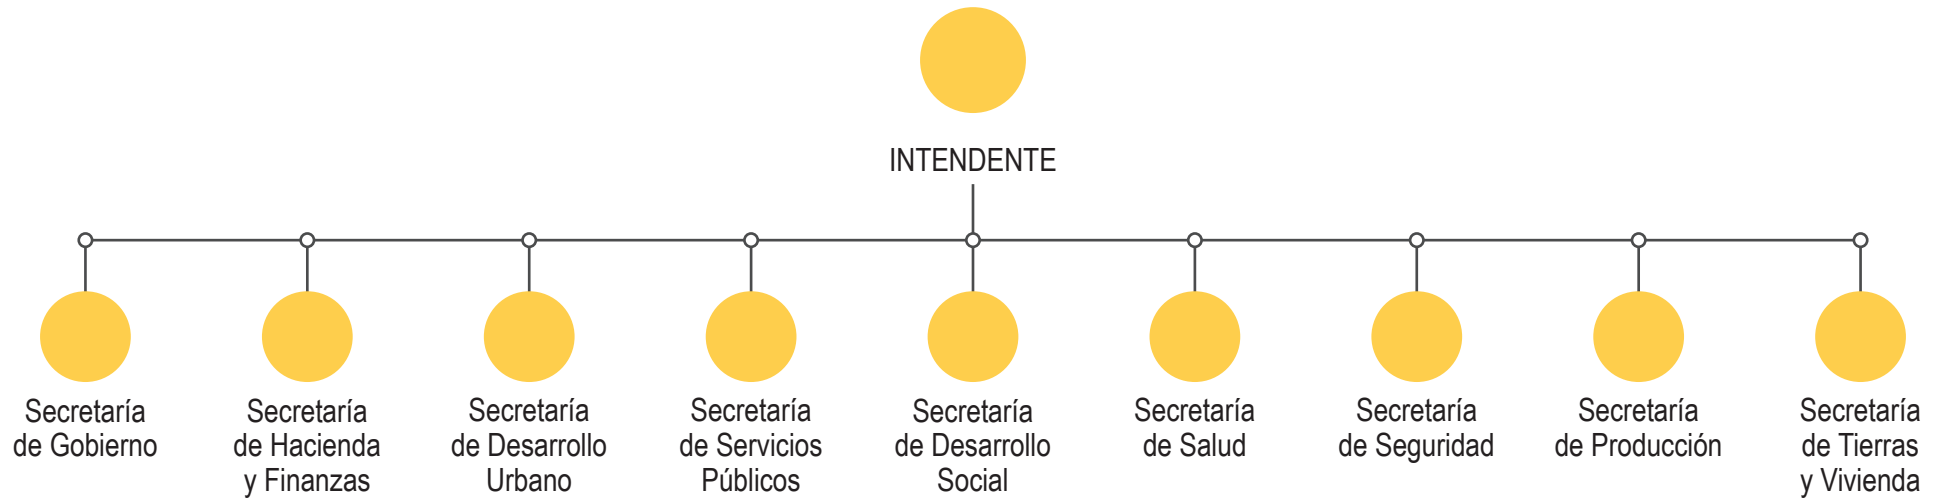 INTENDENTE
Secretaría
de Gobierno
Secretaría
de Hacienda
y Finanzas
Secretaría
de Desarrollo
Urbano
Secretaría
de Servicios
Públicos
Secretaría
de Desarrollo
Social
Secretaría
de Salud
Secretaría
de Seguridad
Secretaría
de Producción
Secretaría
de Tierras
y Vivienda